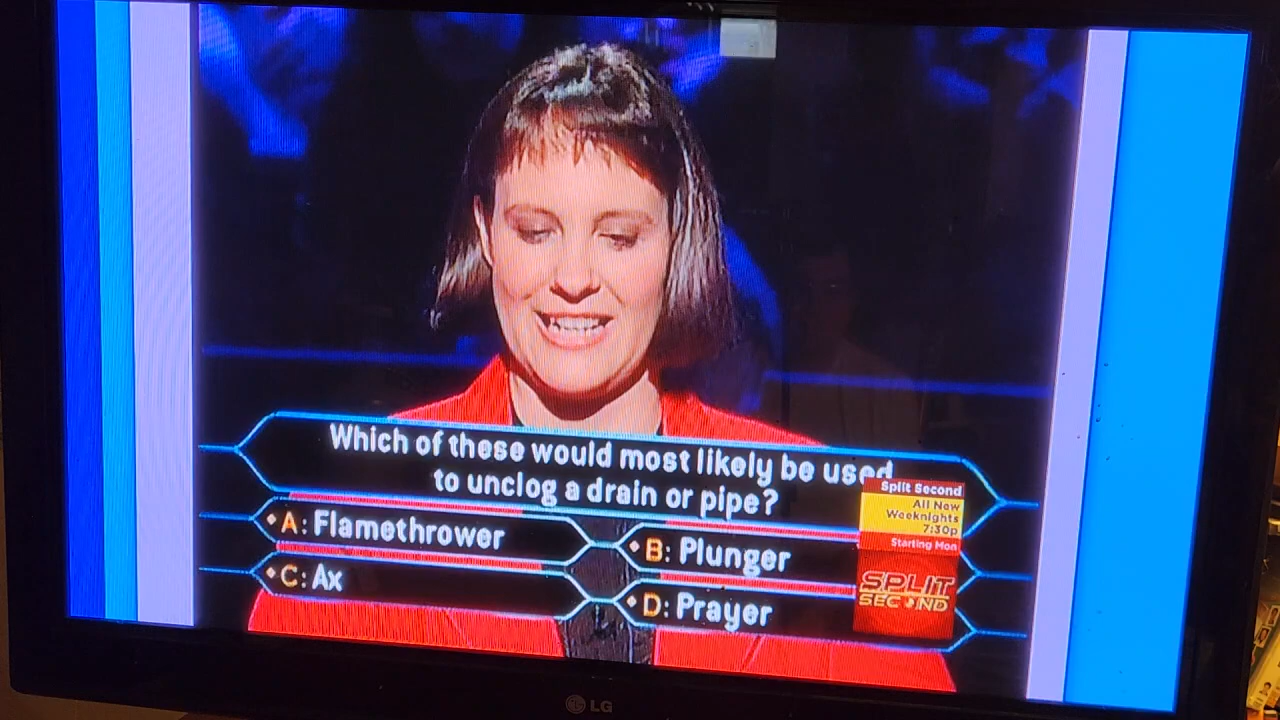 Which of these would most likely be used
to unclog a drain or pipe?
A: Flamethrower
B: Plunger
C: Ax
D: Prayer
Split Second
All New
Weeknights
7:30p
Starting Mon
SPLIT
SECOND
LG